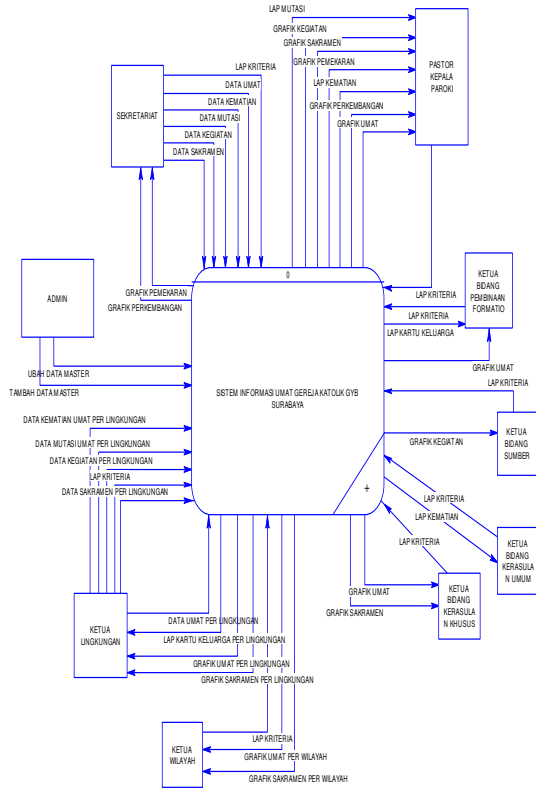 LAP MUTASI
GRAFIK KEGIATAN
GRAFIK SAKRAMEN
GRAFIK PEMEKARAN
LAP KEMATIAN
GRAFIK PERKEMBANGAN
GRAFIK UMAT
PASTOR
KEPALA
PAROKI
SEKRETARIAT
LAP KRITERIA
DATA UMAT
DATA KEMATIAN
DATA MUTASI
DATA KEGIATAN
DATA SAKRAMEN
0
LAP KRITERIA
KETUA
BIDANG
PEMBINAAN
FORMATIO
LAP KRITERIA
LAP KARTU KELUARGA
GRAFIK UMAT
GRAFIK PEMEKARAN
GRAFIK PERKEMBANGAN
ADMIN
UBAH DATA MASTER
TAMBAH DATA MASTER
SISTEM INFORMASI UMAT GEREJA KATOLIK GYB
SURABAYA
LAP KRITERIA
KETUA
BIDANG
SUMBER
GRAFIK KEGIATAN
DATA KEMATIAN UMAT PER LINGKUNGAN
DATA MUTASI UMAT PER LINGKUNGAN
DATA KEGIATAN PER LINGKUNGAN
LAP KRITERIA
DATA SAKRAMEN PER LINGKUNGAN
+
LAP KRITERIA
LAP KEMATIAN
LAP KRITERIA
KETUA
BIDANG
KERASULA
N UMUM
KETUA
BIDANG
KERASULA
N KHUSUS
GRAFIK UMAT
GRAFIK SAKRAMEN
KETUA
LINGKUNGAN
DATA UMAT PER LINGKUNGAN
LAP KARTU KELUARGA PER LINGKUNGAN
GRAFIK UMAT PER LINGKUNGAN
GRAFIK SAKRAMEN PER LINGKUNGAN
KETUA
WILAYAH
LAP KRITERIA
GRAFIK UMAT PER WILAYAH
GRAFIK SAKRAMEN PER WILAYAH